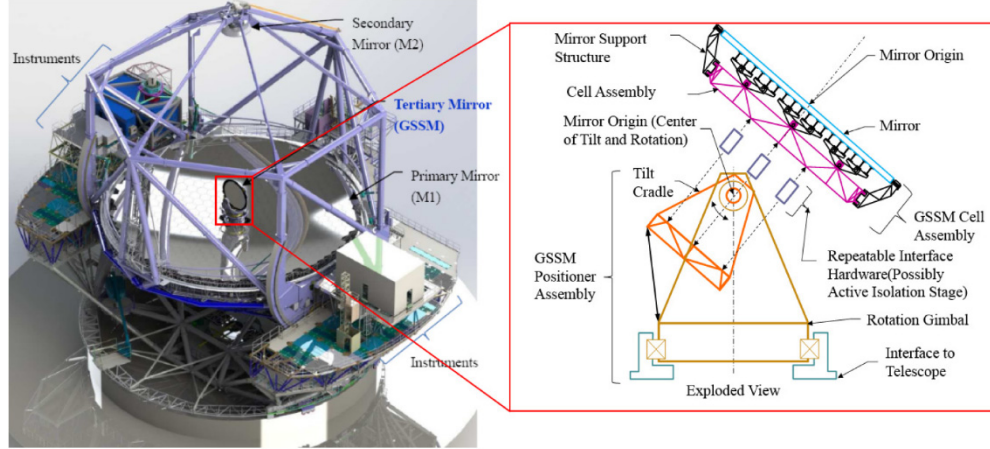 Secondary
Mirror (M2)
Instruments
Tertiary Mirror
(GSSM)
Primary Mirror
(M1)
Instruments
Mirror Support
Structure
Mirror Origin
Cell Assembly
Mirror
Mirror Origin (Center
of Tilt and Rotation)
Tilt
Cradle
GSSM Cell
Assembly
GSSM
Positioner
Assembly
Repeatable Interface
Hardware(Possibly
Active Isolation Stage)
Rotation Gimbal
Interface to
Telescope
Exploded View